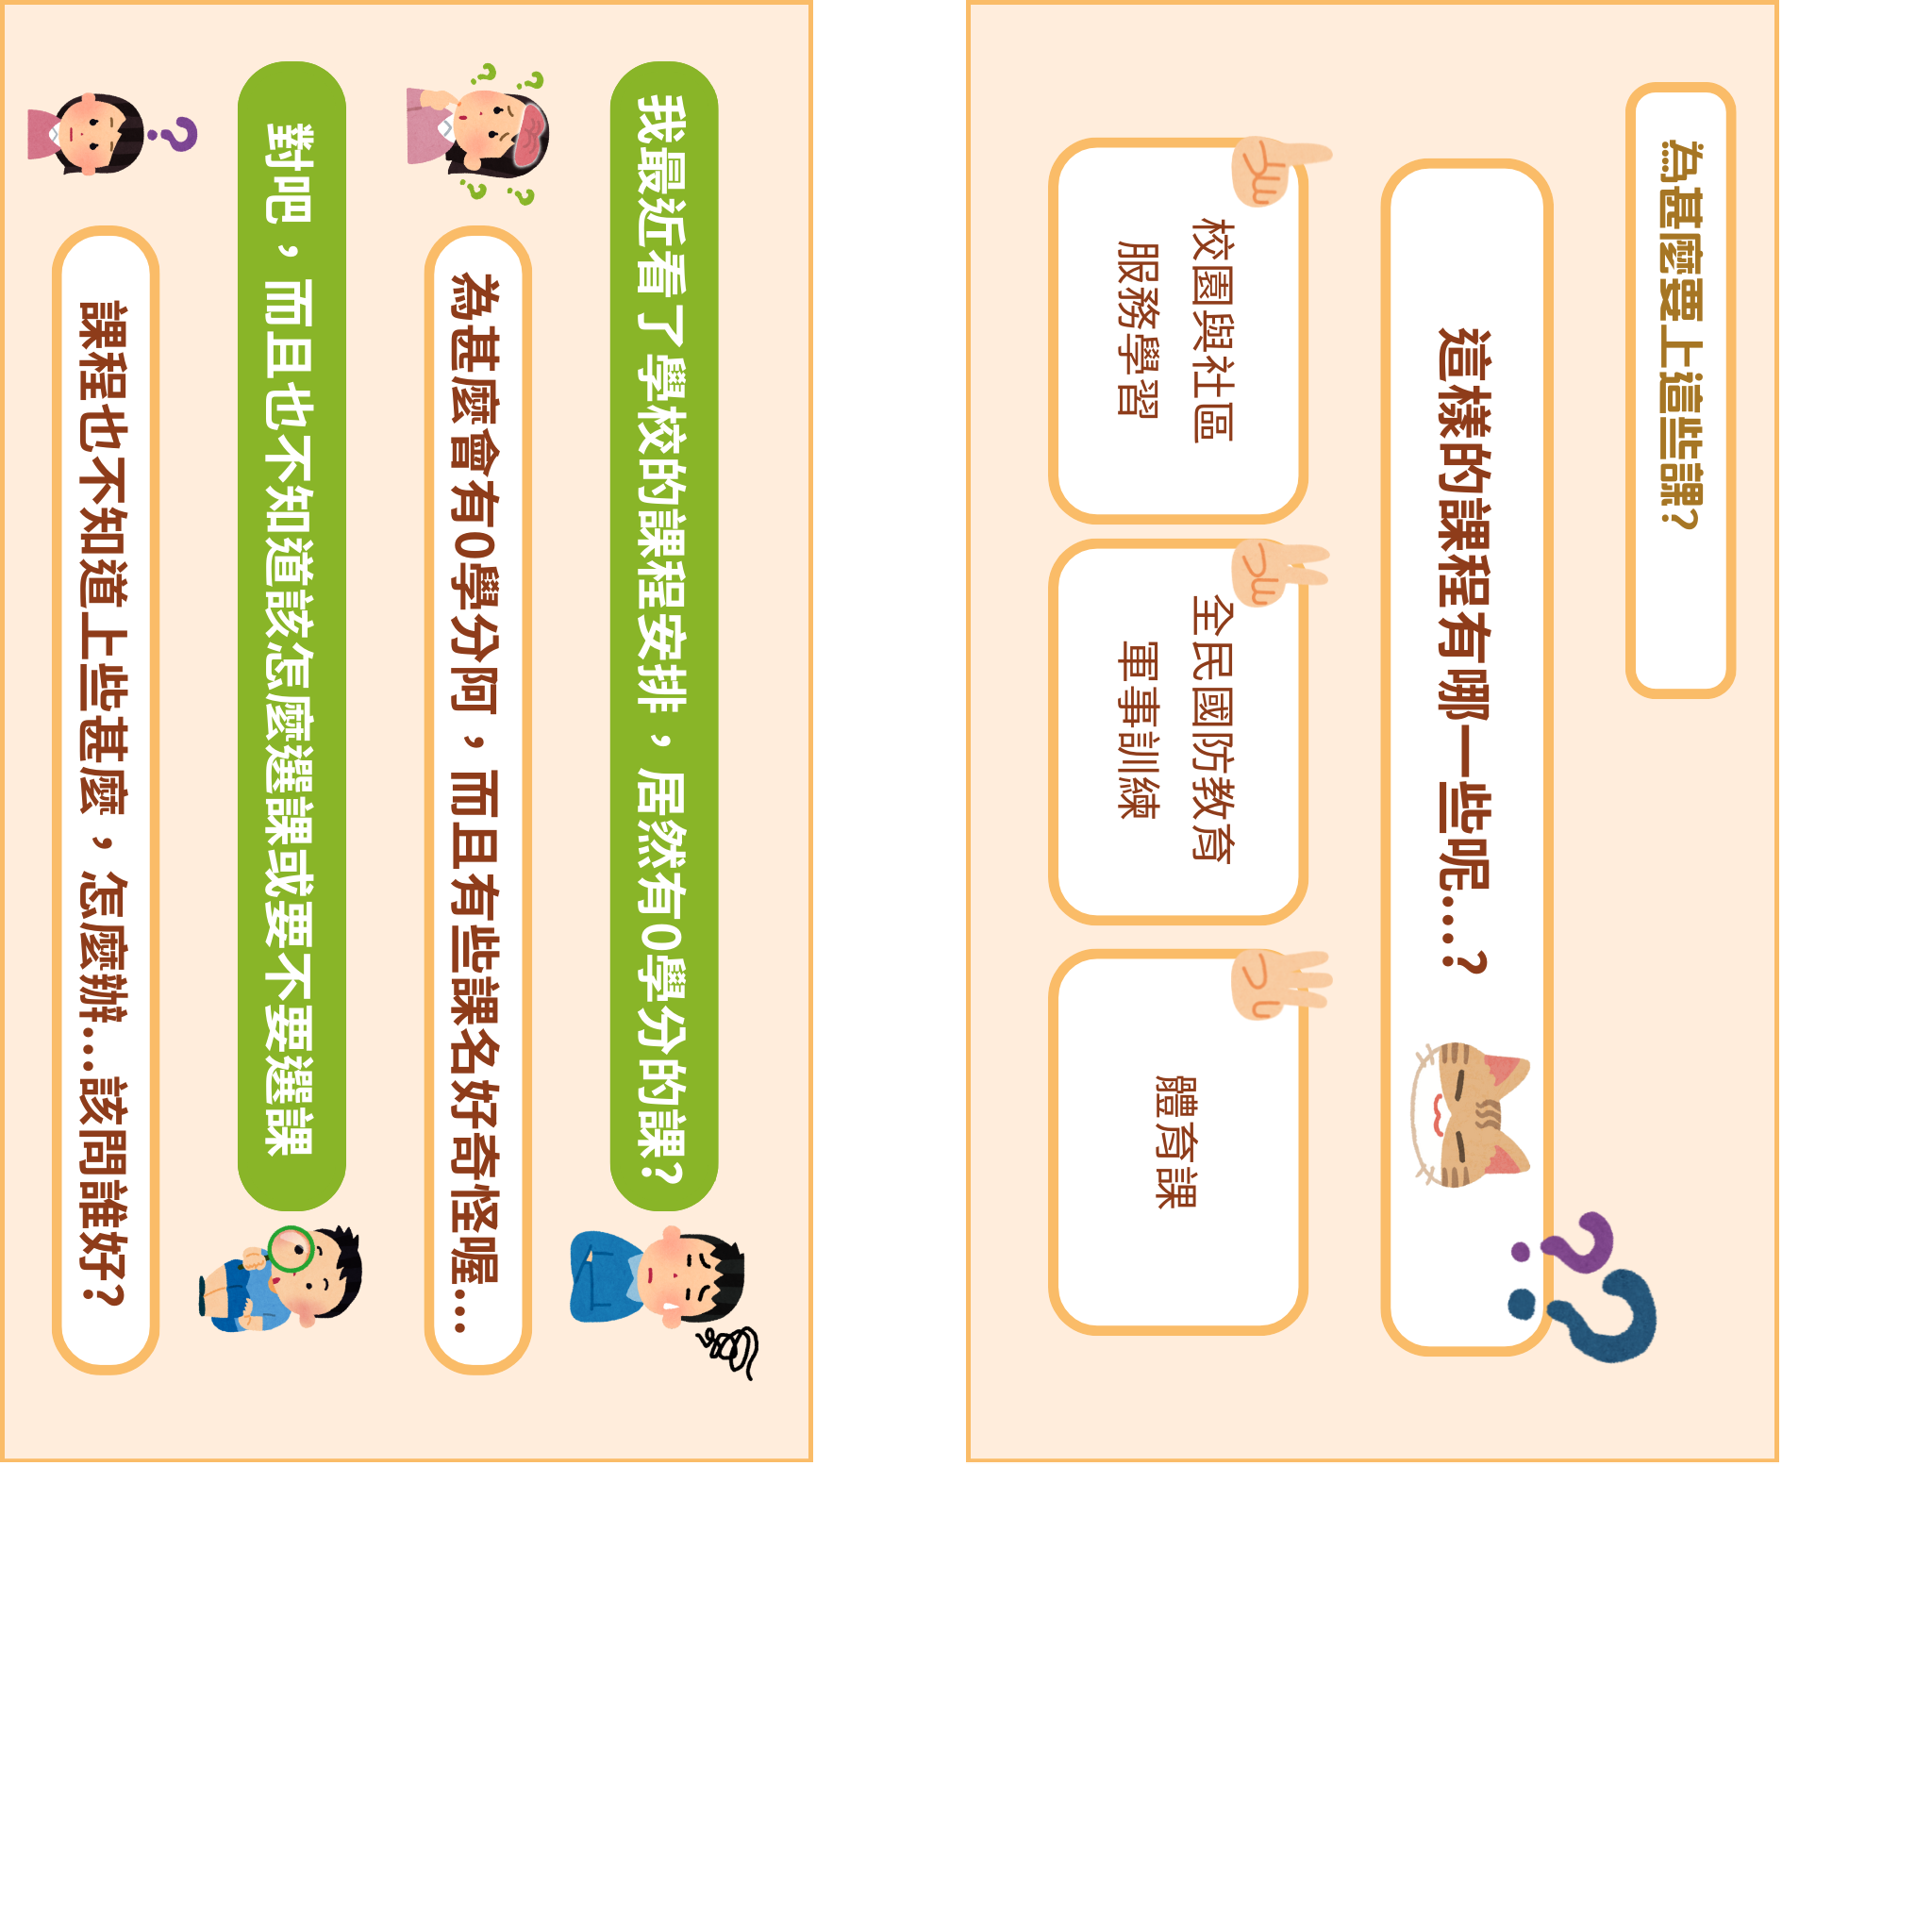 為甚麼要上這些課?
這樣的課程有哪一些呢...?
校園與社區
服務學習
全民國防教育
軍事訓練
體育課
我最近看了學校的課程安排，居然有0學分的課?
為甚麼會有0學分阿，而且有些課名好奇怪喔...
對吧，而且也不知道該怎麼選課或要不要選課
課程也不知道上些甚麼，怎麼辦...該問誰好?